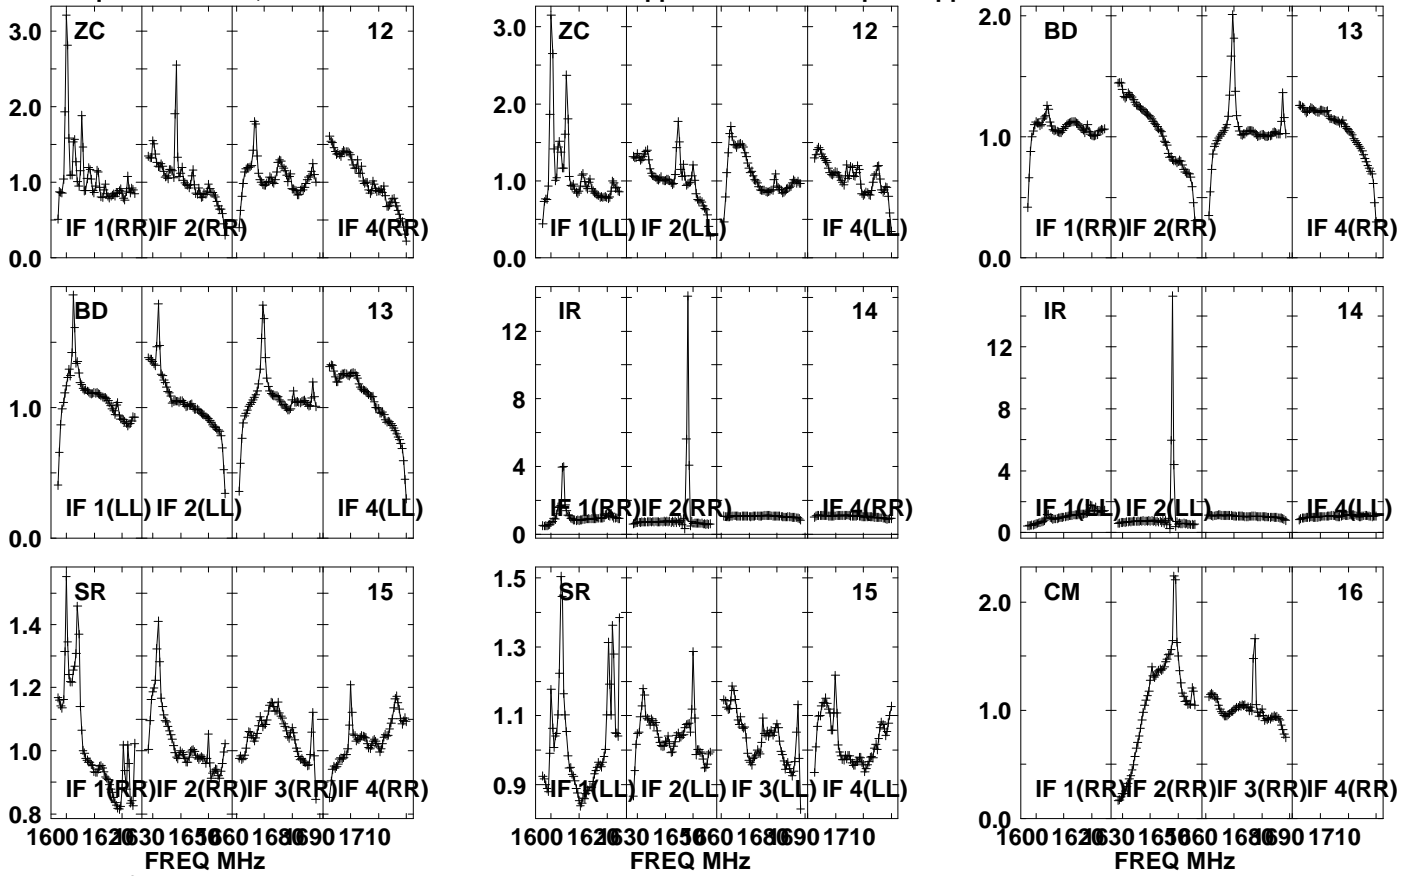 ZC 12 ZC 12 BD 13
3.0 3.0 2.0
2.0 2.0
1.0 1.0 1.0
IF 1(RR) IF 2(RR) IF 4(RR) IF 1(LL) IF 2(LL) IF 4(LL) IF 1(RR) IF 2(RR) IF 4(RR)
0.0 0.0 0.0
BD 13 IR 14 IR 14
12 12
1.0 8 8
4 4
IF 1(LL) IF 2(LL) IF 4(LL) IF 1(RR) IF 2(RR) IF 4(RR) IF 1(LL) IF 2(LL) IF 4(LL)
0.0 0 0
SR 15 SR 15 CM 16
1.4 1.5 2.0
1.2 1.3
1.0 1.1 1.0
IF 1(RR) IF 2(RR) IF 3(RR) IF 4(RR) IF 1(LL) IF 2(LL) IF 3(LL) IF 4(LL) IF 1(RR) IF 2(RR) IF 3(RR) IF 4(RR)
0.8 0.9 0.0
1600 1620 1630 1650 1660 1680 1690 1710 1600 1620 1630 1650 1660 1680 1690 1710 1600 1620 1630 1650 1660 1680 1690 1710
FREQ MHz FREQ MHz FREQ MHz